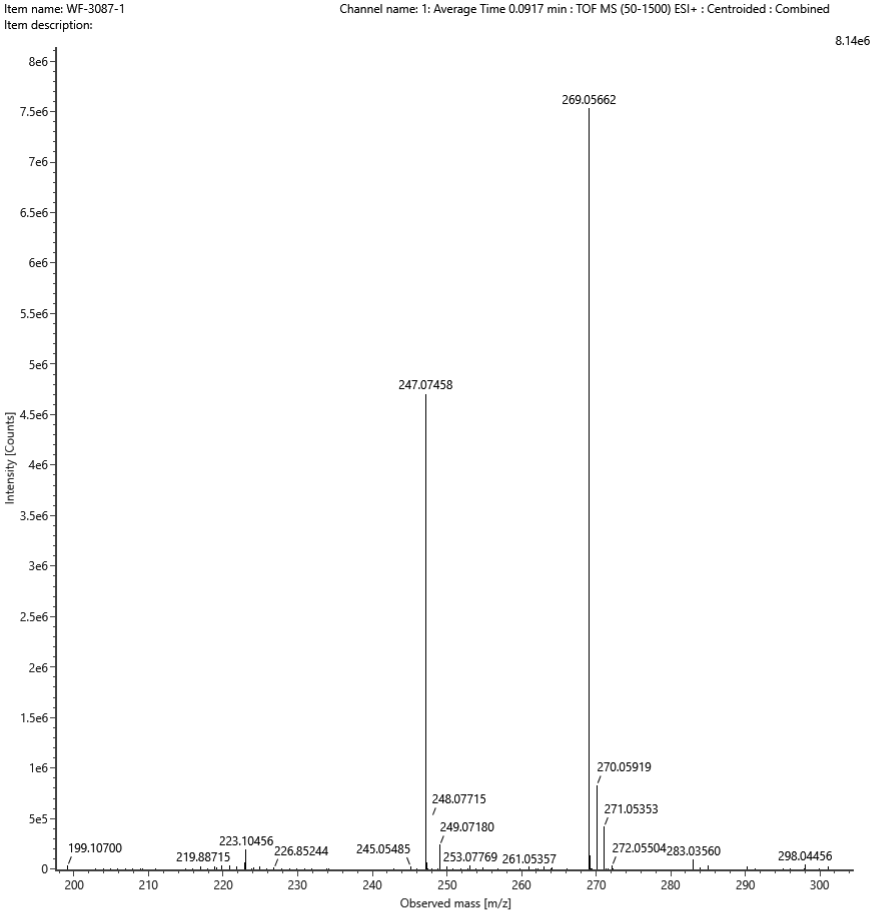 Item name: WF-3087-1 Channel name: 1: Average Time 0.0917 min : TOF MS (50-1500) ESI+ : Centroided : Combined
Item description:
8.14e6
8e6
269.05662
7.5e6
7e6
6.5e6
6e6
5.5e6
5e6
247.07458
4.5e6
Intensity [Counts]
4e6
3.5e6
3e6
2.5e6
2e6
1.5e6
1e6
270.05919
248.07715
271.05353
5e5
249.07180
223.10456
199.10700 219.88715 226.85244 245.05485 253.07769 261.05357 272.05504 283.03560 298.04456
0
200 210 220 230 240 250 260 270 280 290 300
Observed mass [m/z]